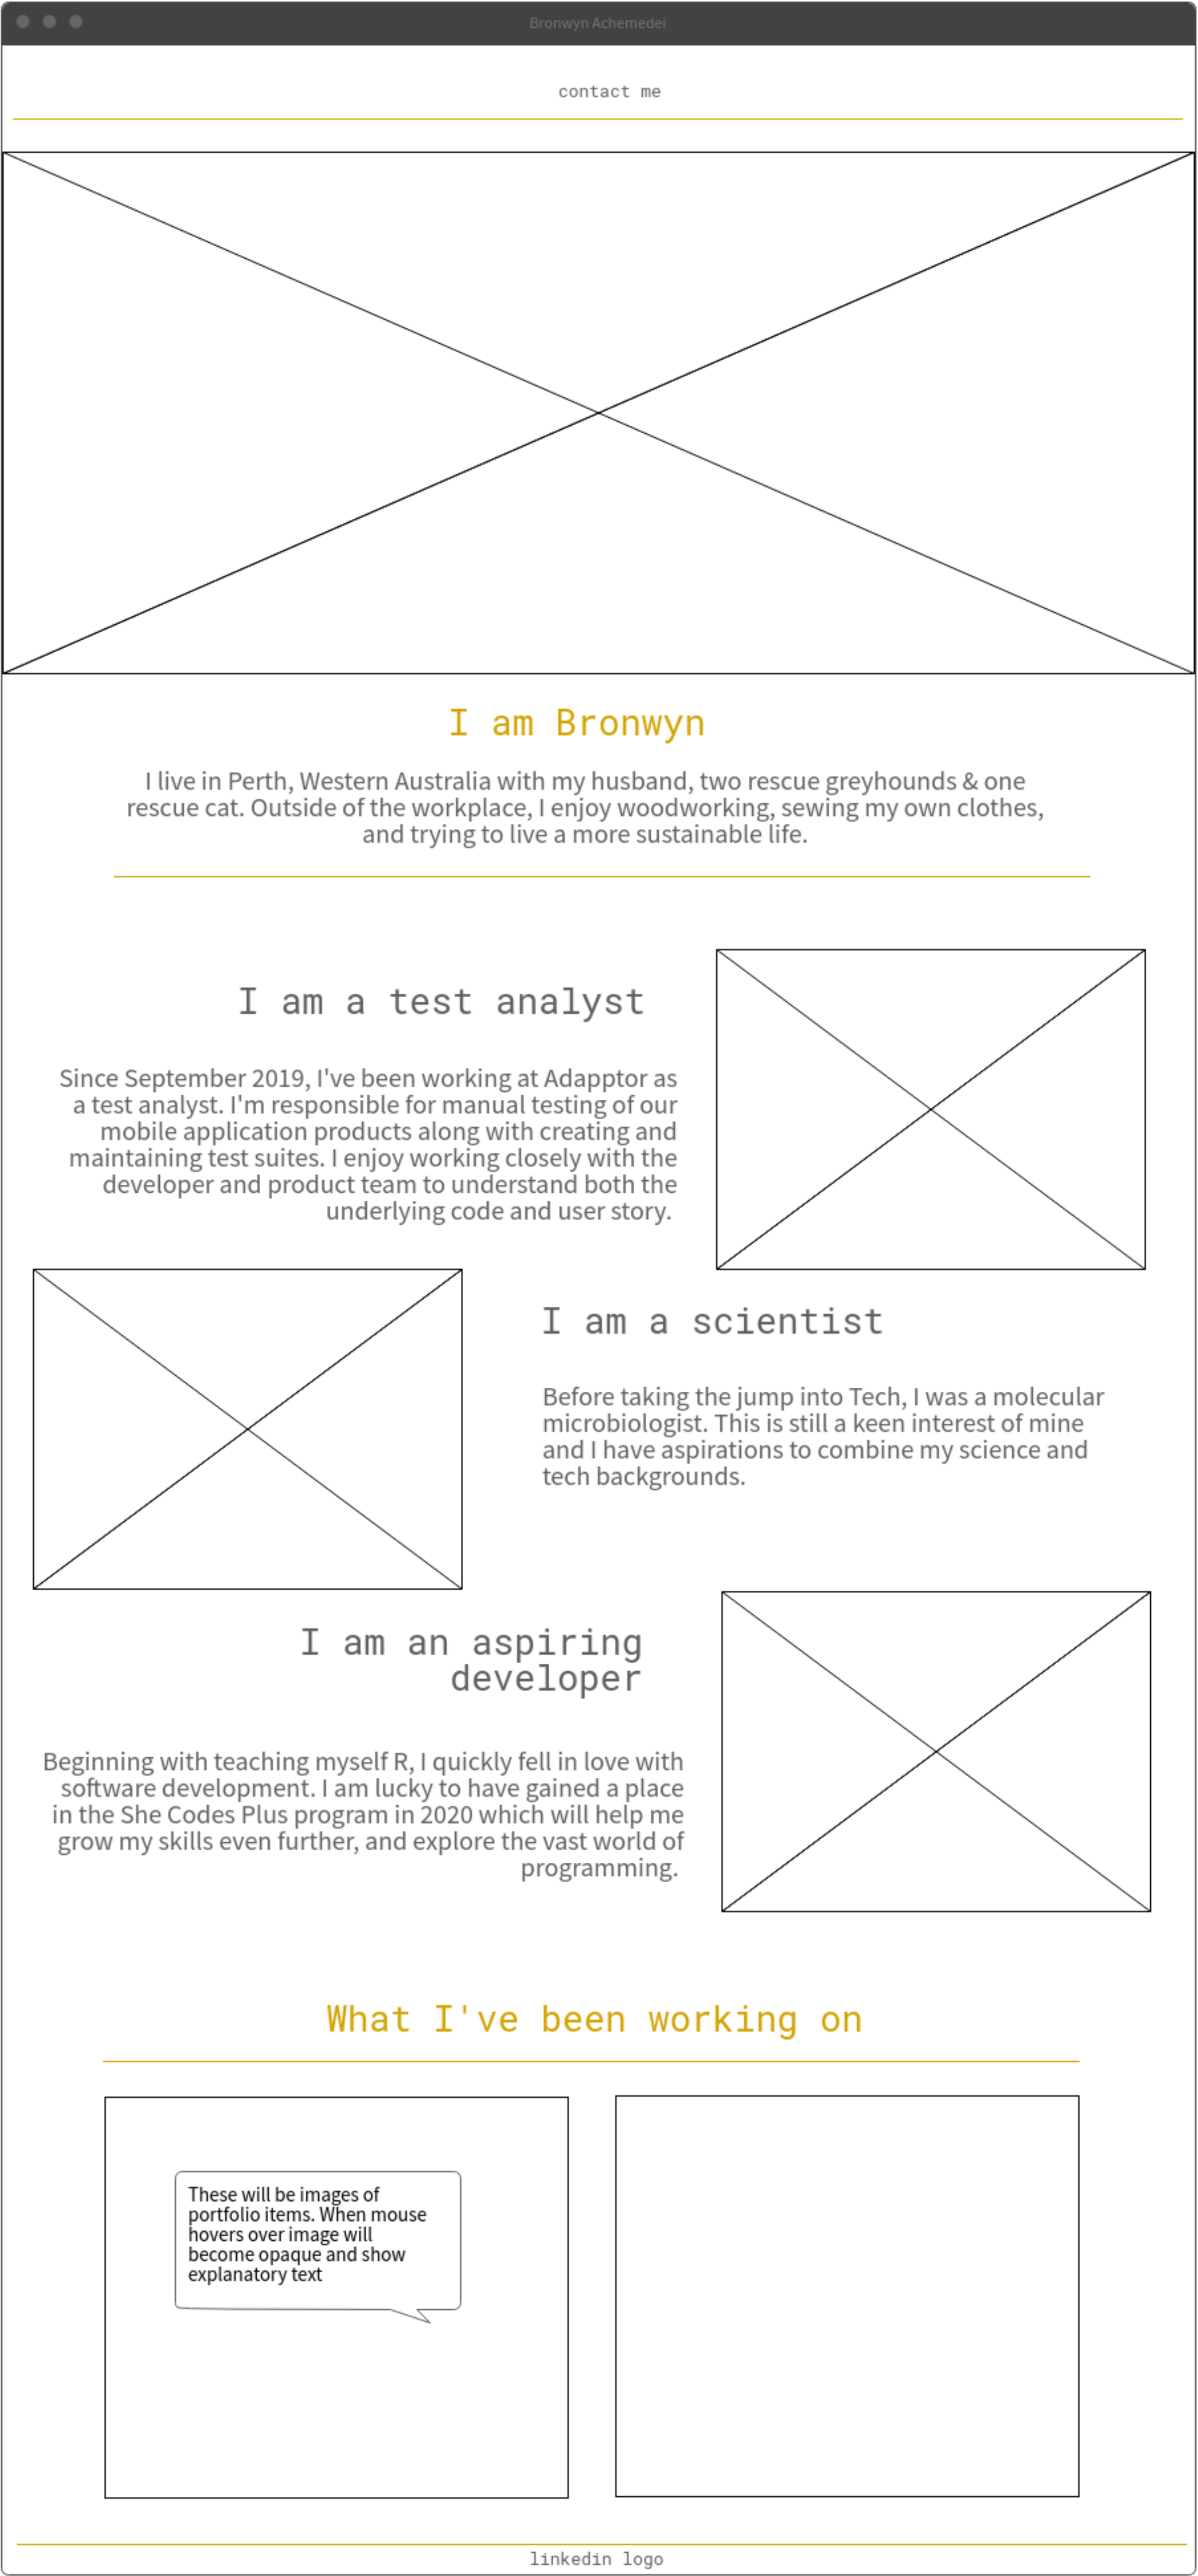 Bronwyn Achemedei
contact me
I am Bronwyn
I live in Perth, Western Australia with my husband, two rescue greyhounds & one
rescue cat. Outside of the workplace, I enjoy woodworking, sewing my own clothes,
and trying to live a more sustainable life.
I am a test analyst
Since September 2019, I've been working at Adapptor as
a test analyst. I'm responsible for manual testing of our
mobile application products along with creating and
maintaining test suites. I enjoy working closely with the
developer and product team to understand both the
underlying code and user story.
I am a scientist
Before taking the jump into Tech, I was a molecular
microbiologist. This is still a keen interest of mine
and I have aspirations to combine my science and
tech backgrounds.
I am an aspiring
developer
Beginning with teaching myself R, I quickly fell in love with
software development. I am lucky to have gained a place
in the She Codes Plus program in 2020 which will help me
grow my skills even further, and explore the vast world of
programming.
What I've been working on
These will be images of
portfolio items. When mouse
hovers over image will
become opaque and show
explanatory text
linkedin logo